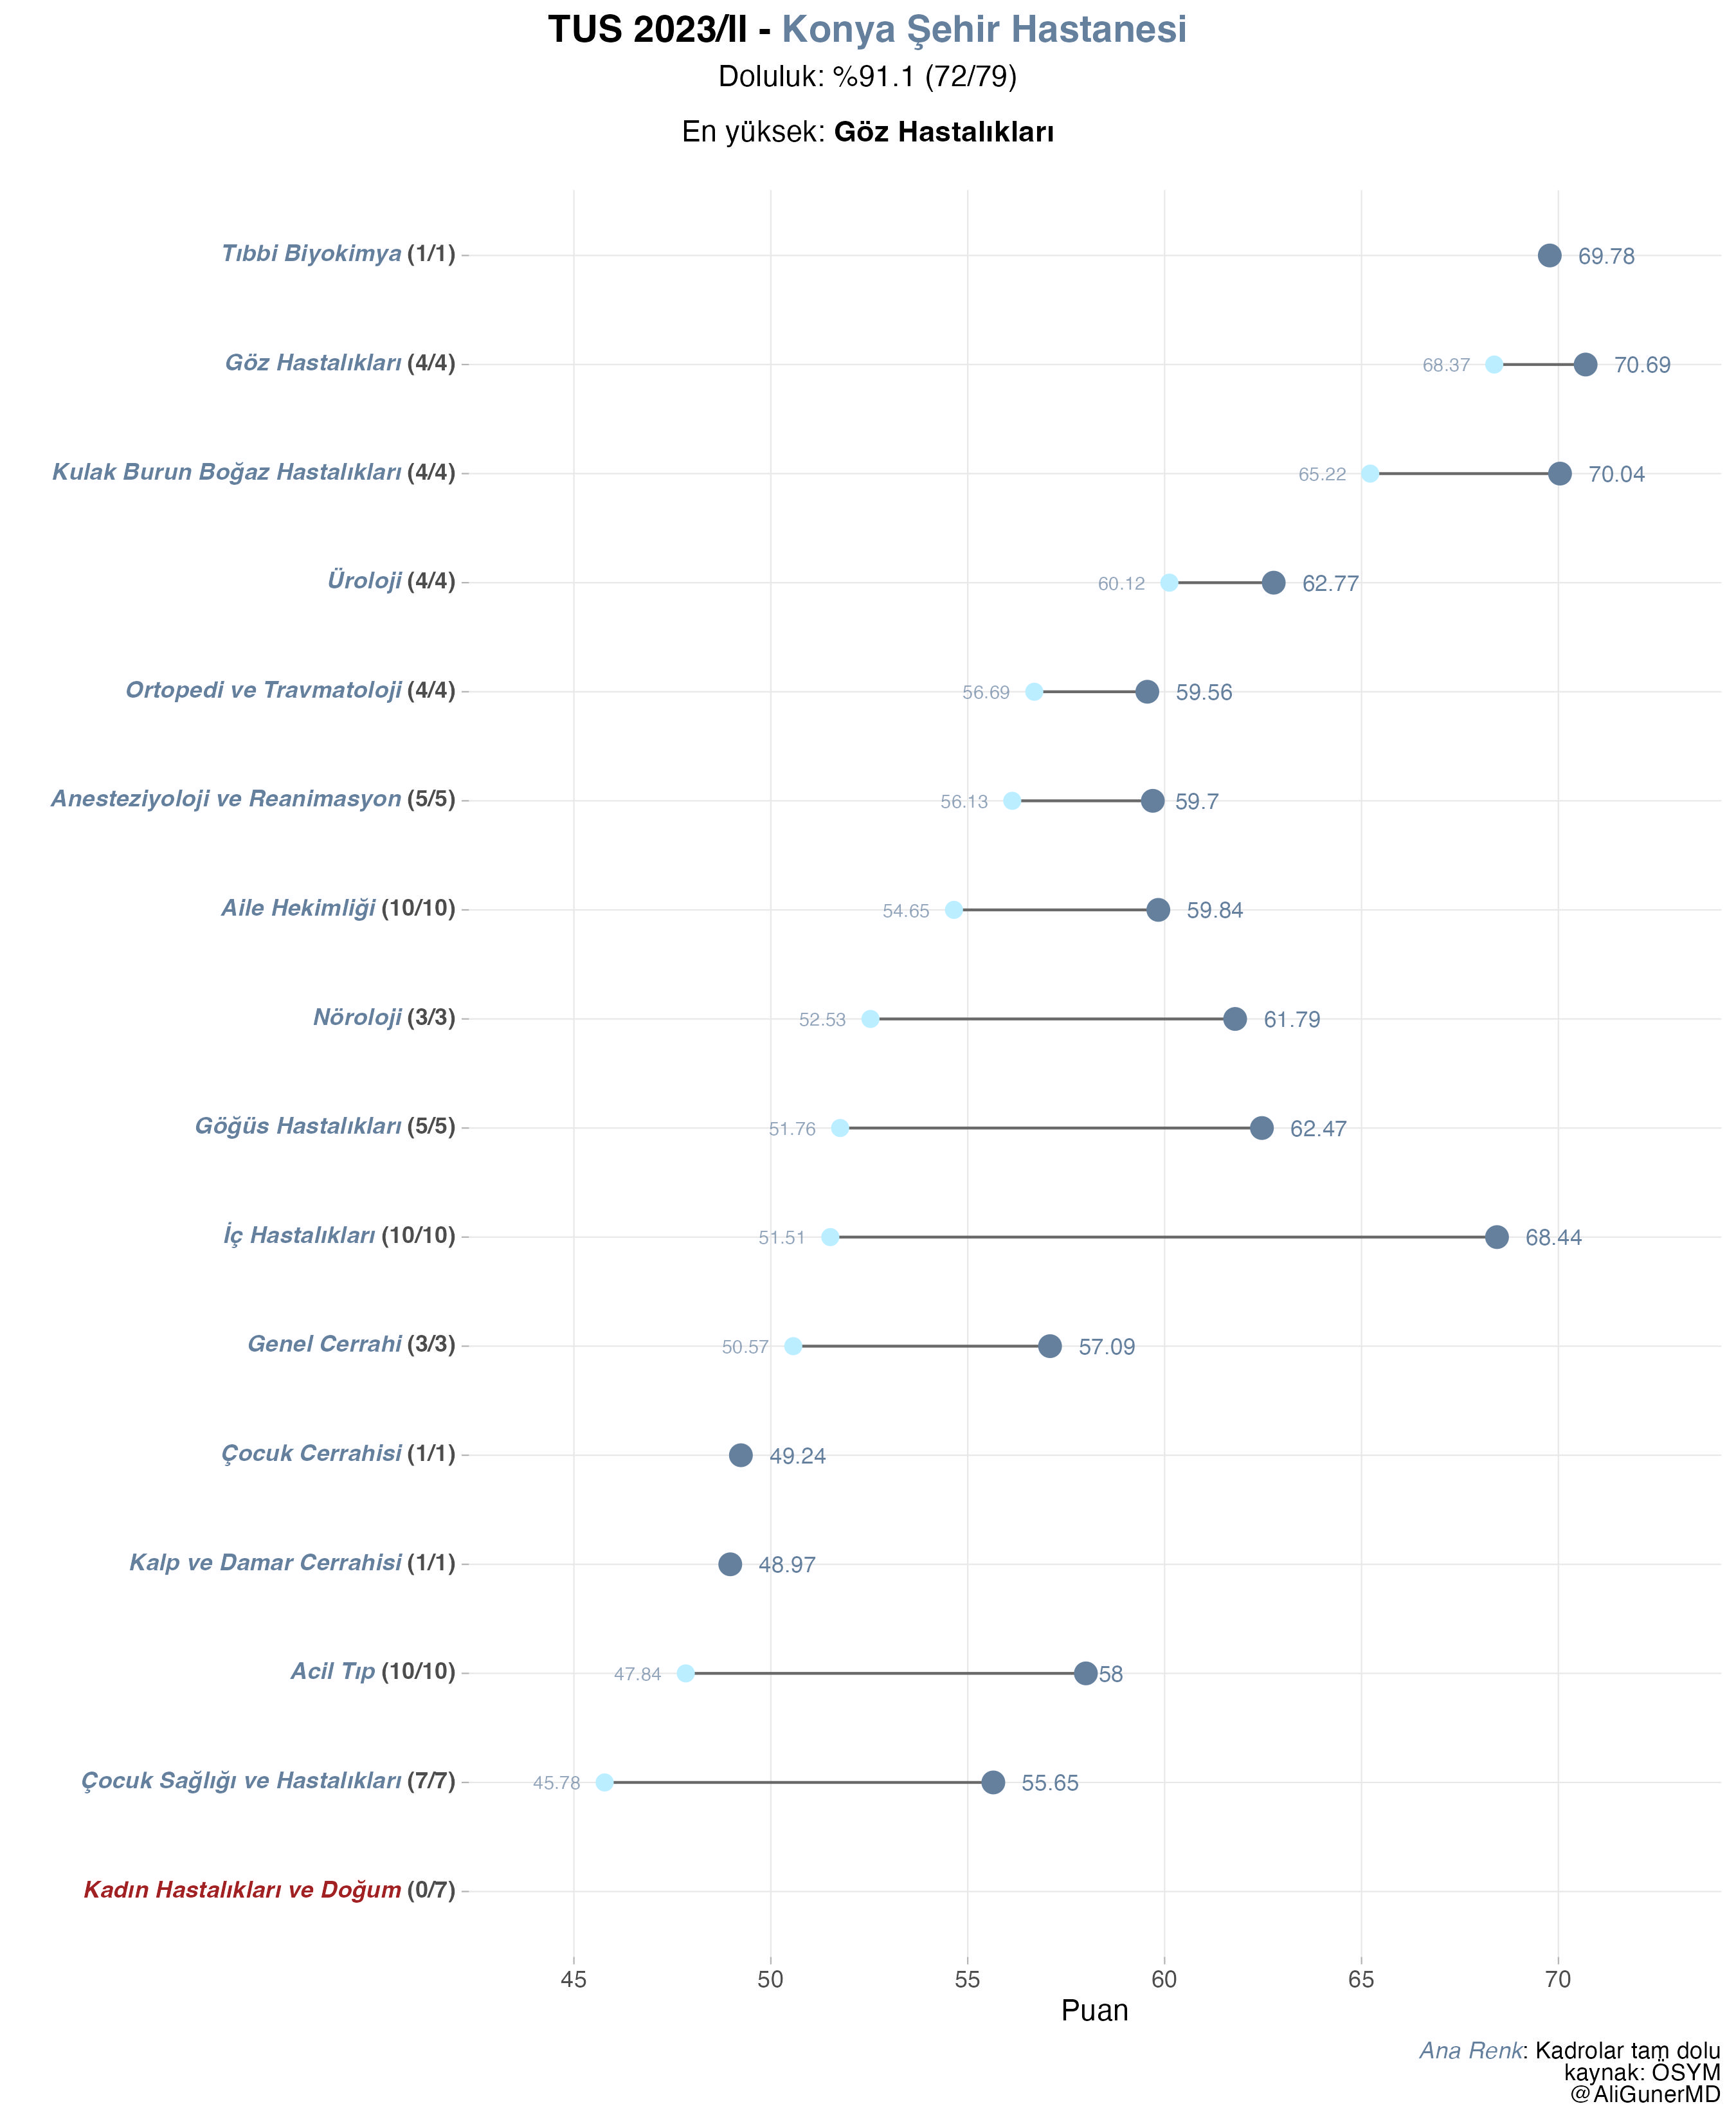 TUS 2023/II - Konya Şehir Hastanesi
Doluluk: %91.1 (72/79)
En yüksek: Göz Hastalıkları
Tıbbi Biyokimya (1/1) 69.78
Göz Hastalıkları (4/4) 68.37 70.69
Kulak Burun Boğaz Hastalıkları (4/4) 65.22 70.04
Üroloji (4/4) 60.12 62.77
Ortopedi ve Travmatoloji (4/4) 56.69 59.56
Anesteziyoloji ve Reanimasyon (5/5) 56.13 59.7
Aile Hekimliği (10/10) 54.65 59.84
Nöroloji (3/3) 52.53 61.79
Göğüs Hastalıkları (5/5) 51.76 62.47
İç Hastalıkları (10/10) 51.51 68.44
Genel Cerrahi (3/3) 50.57 57.09
Çocuk Cerrahisi (1/1) 49.24
Kalp ve Damar Cerrahisi (1/1) 48.97
Acil Tıp (10/10) 47.84 58
Çocuk Sağlığı ve Hastalıkları (7/7) 45.78 55.65
Kadın Hastalıkları ve Doğum (0/7)
45 50 55 60 65 70
Puan
Ana Renk: Kadrolar tam dolu
kaynak: ÖSYM
@AliGunerMD